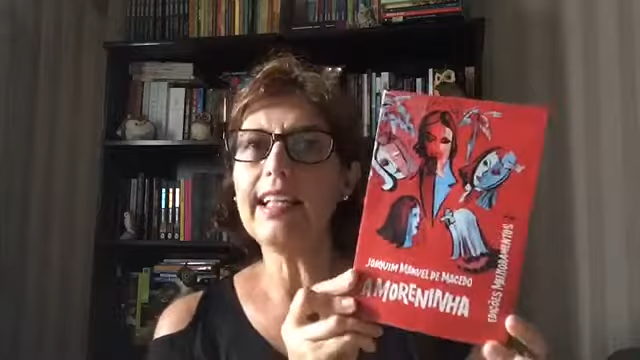 JOAQUIM MANUEL DE MACEDO
A MORENINHA
EDIÇÕES MELHORAMENTOS